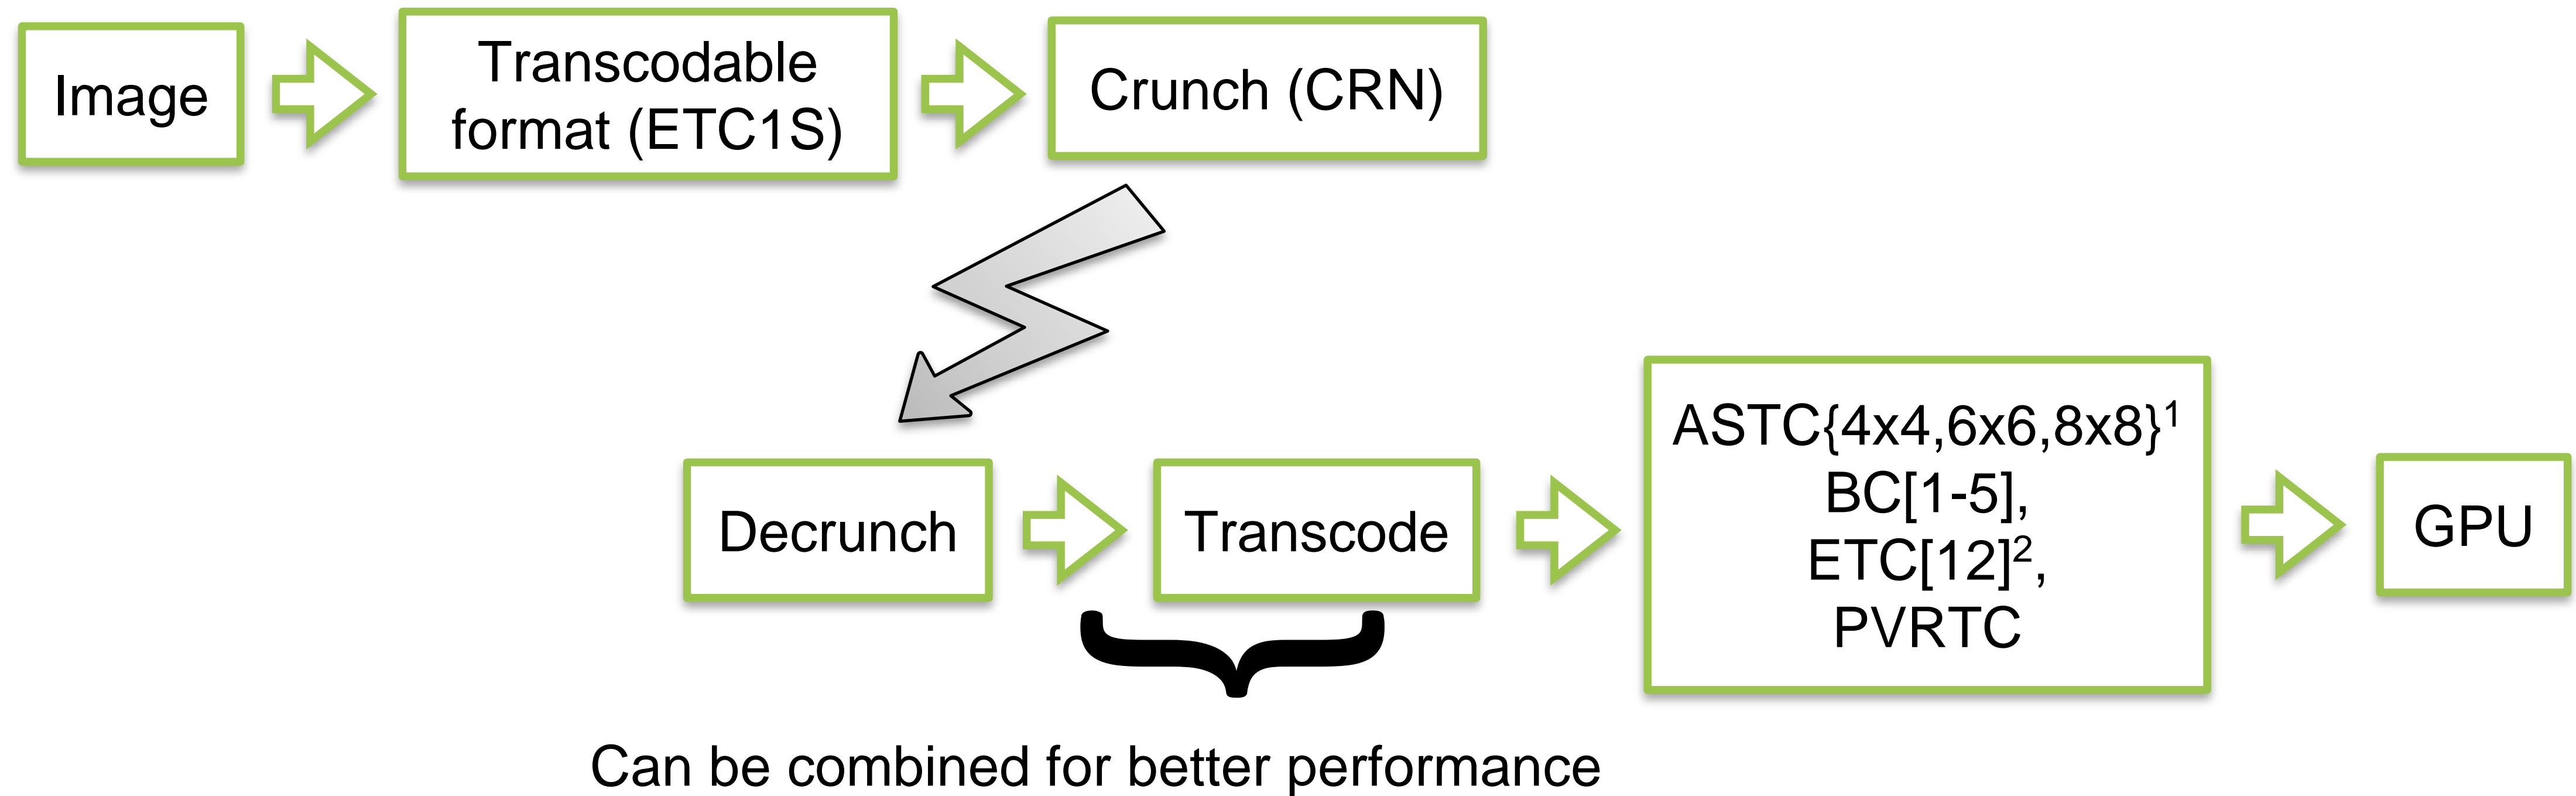 Image
Transcodable
format (ETC1S)
Crunch (CRN)
Decrunch
Transcode
ASTC{4x4,6x6,8x8}¹
BC[1-5],
ETC[12]²,
PVRTC
GPU
Can be combined for better performance